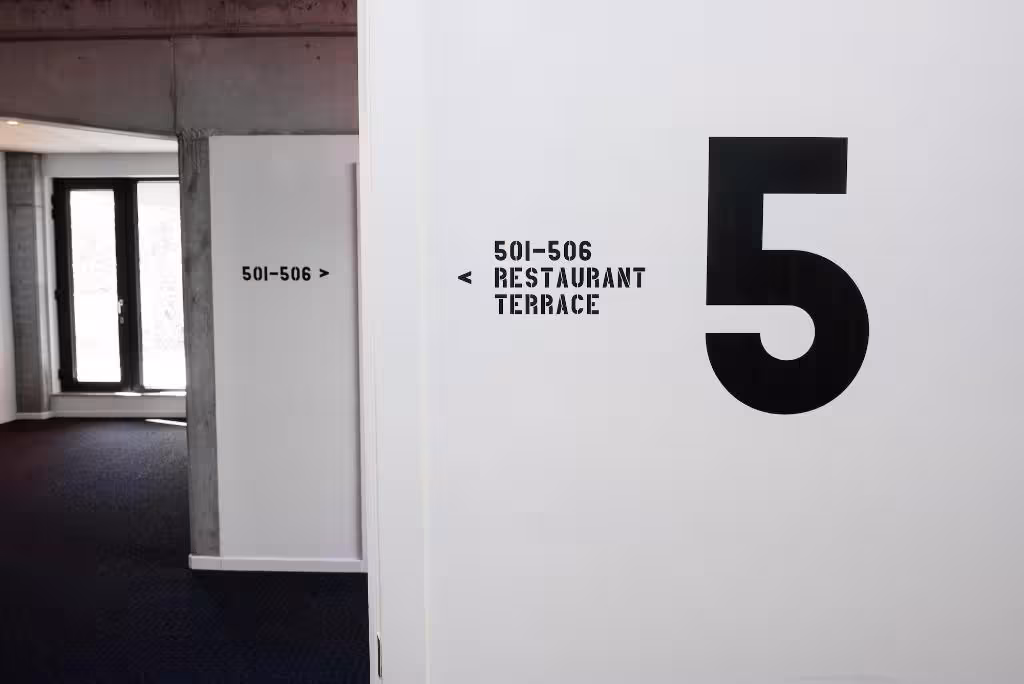 501-506 >
< 501-506
RESTAURANT
TERRACE
5